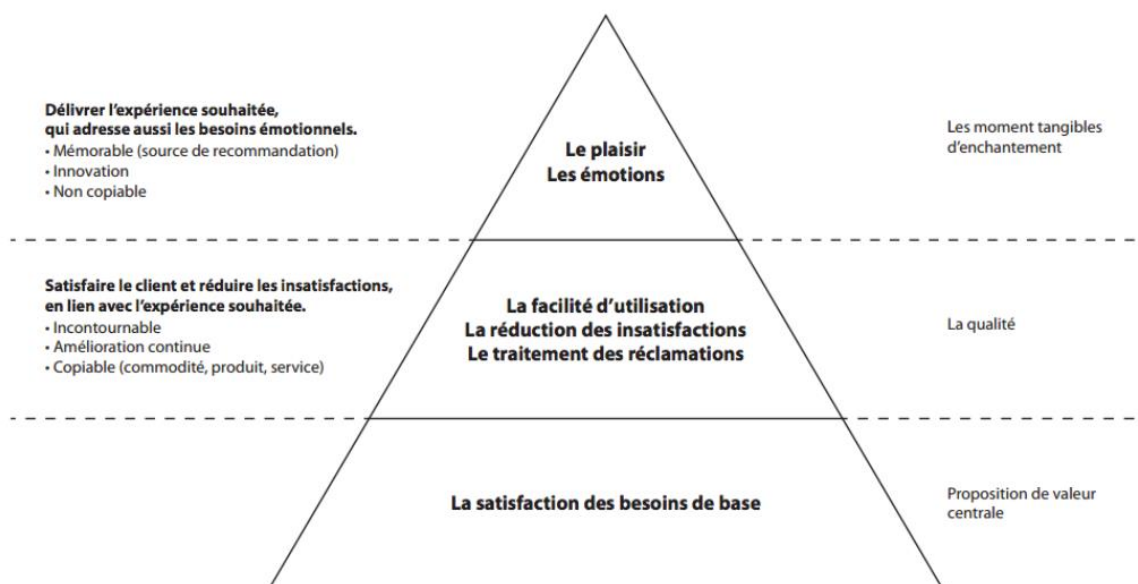 Délivrer l'expérience souhaitée,
qui adresse aussi les besoins émotionnels.
• Mémorable (source de recommandation)
• Innovation
• Non copiable
Le plaisir
Les émotions
Les moment tangibles
d'enchantement
Satisfaire le client et réduire les insatisfactions,
en lien avec l'expérience souhaitée.
• Incontournable
• Amélioration continue
• Copiable (commodité, produit, service)
La facilité d'utilisation
La réduction des insatisfactions
Le traitement des réclamations
La qualité
La satisfaction des besoins de base
Proposition de valeur
centrale